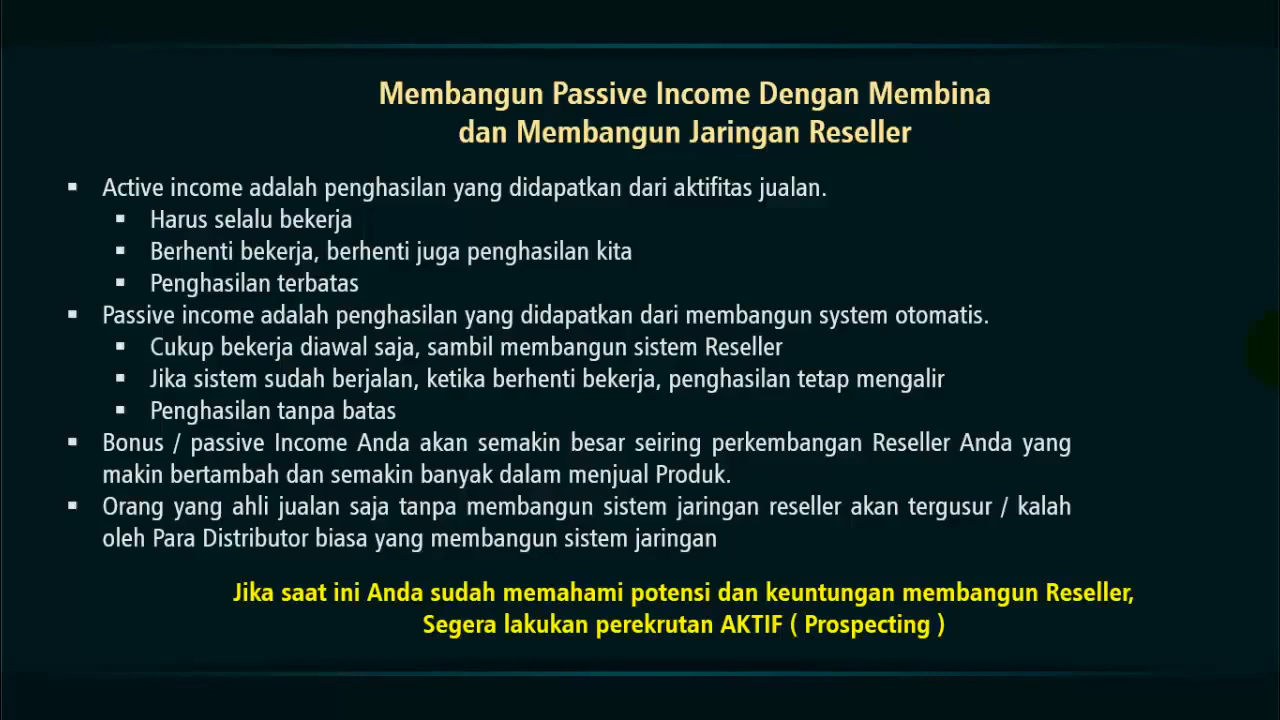 Membangun Passive Income Dengan Membina
dan Membangun Jaringan Reseller
▪ Active income adalah penghasilan yang didapatkan dari aktifitas jualan.
▪ Harus selalu bekerja
▪ Berhenti bekerja, berhenti juga penghasilan kita
▪ Penghasilan terbatas
▪ Passive income adalah penghasilan yang didapatkan dari membangun system otomatis.
▪ Cukup bekerja diawal saja, sambil membangun sistem Reseller
▪ Jika sistem sudah berjalan, ketika berhenti bekerja, penghasilan tetap mengalir
▪ Penghasilan tanpa batas
▪ Bonus / passive Income Anda akan semakin besar seiring perkembangan Reseller Anda yang
makin bertambah dan semakin banyak dalam menjual Produk.
▪ Orang yang ahli jualan saja tanpa membangun sistem jaringan reseller akan tergusur / kalah
oleh Para Distributor biasa yang membangun sistem jaringan
Jika saat ini Anda sudah memahami potensi dan keuntungan membangun Reseller,
Segera lakukan perekrutan AKTIF ( Prospecting )